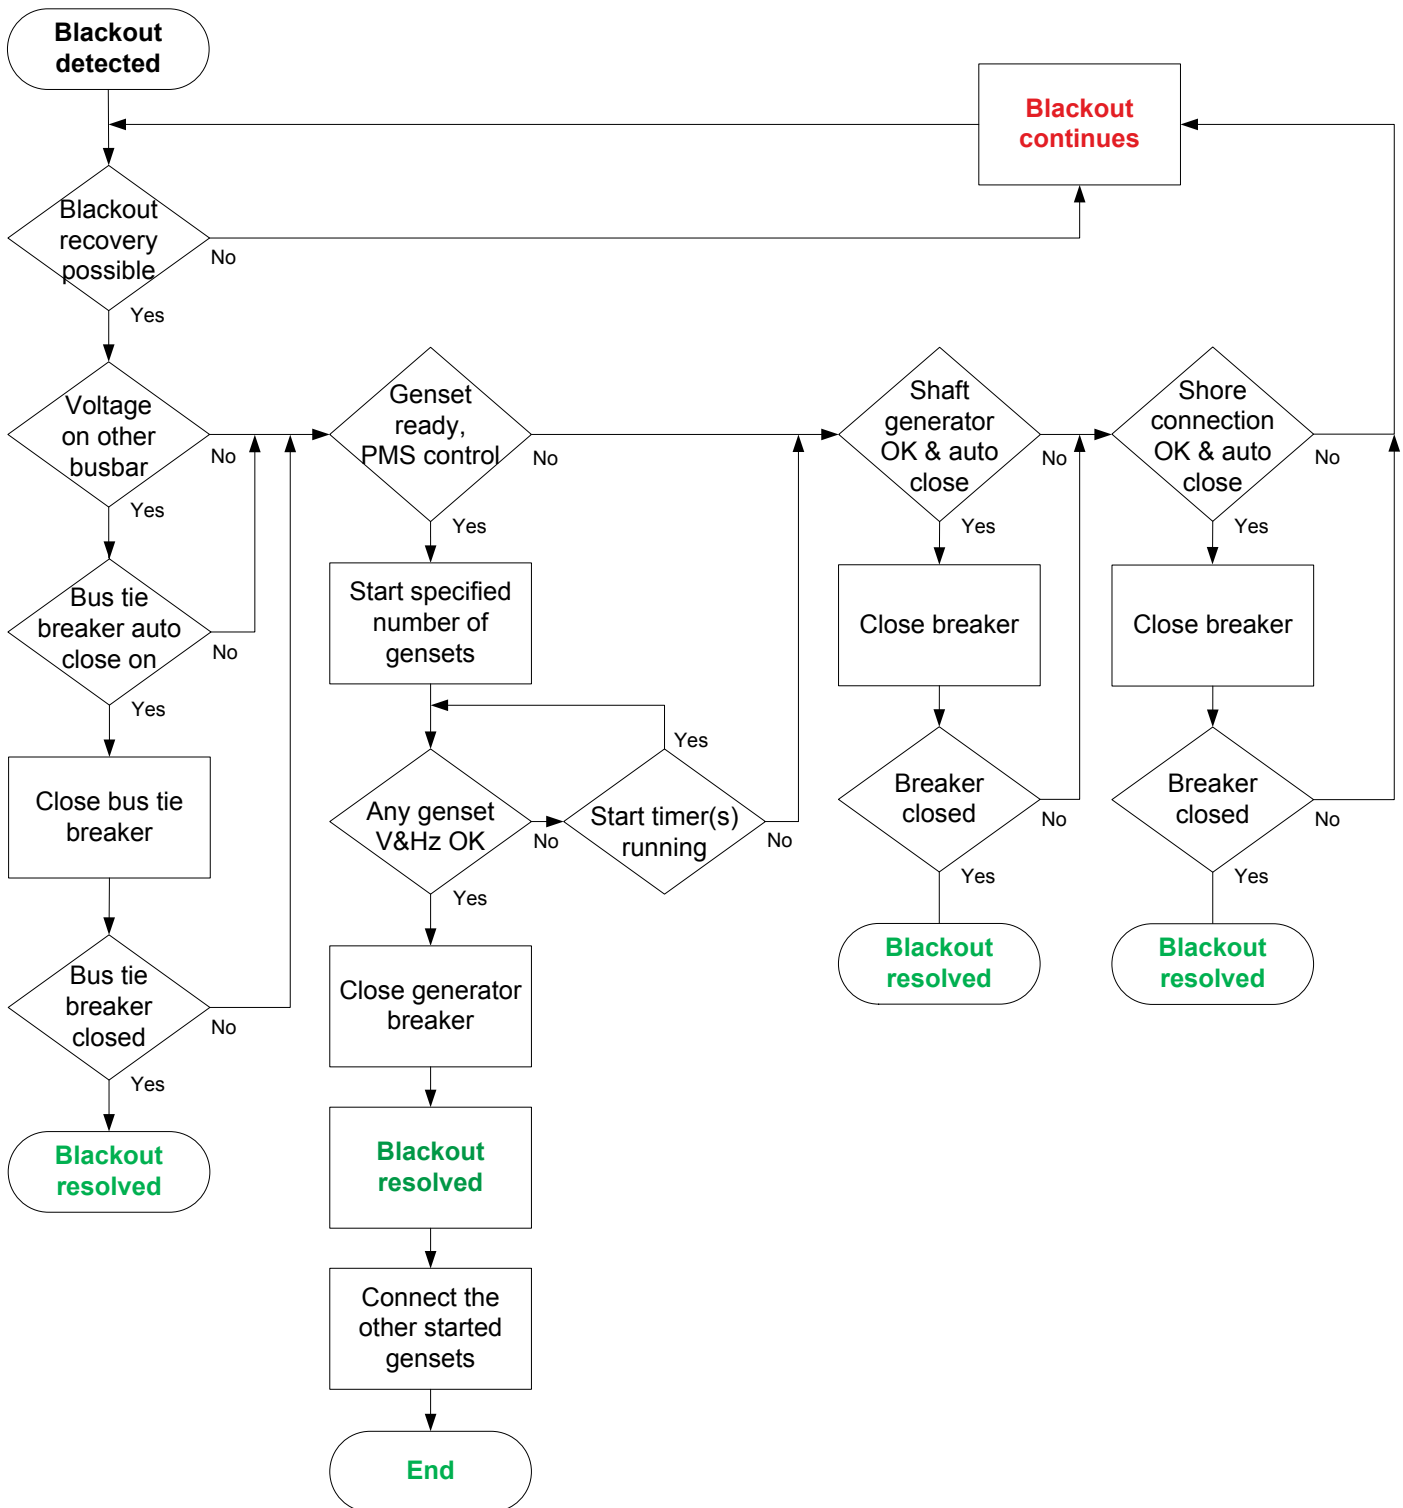 Blackout
detected
Blackout
continues
Blackout
recovery
possible
No
Yes
Voltage
on other
busbar
No
Yes
Genset
ready,
PMS control
No
Yes
Shaft
generator
OK & auto
close
No
Yes
Shore
connection
OK & auto
close
No
Yes
Bus tie
breaker auto
close on
No
Yes
Start specified
number of
gensets
Close breaker
Close breaker
Close bus tie
breaker
Any genset
V&Hz OK
No
Yes
Start timer(s)
running
Yes
No
Breaker
closed
No
Yes
Breaker
closed
No
Yes
Bus tie
breaker
closed
No
Yes
Close generator
breaker
Blackout
resolved
Blackout
resolved
Blackout
resolved
Blackout
resolved
Connect the
other started
gensets
End